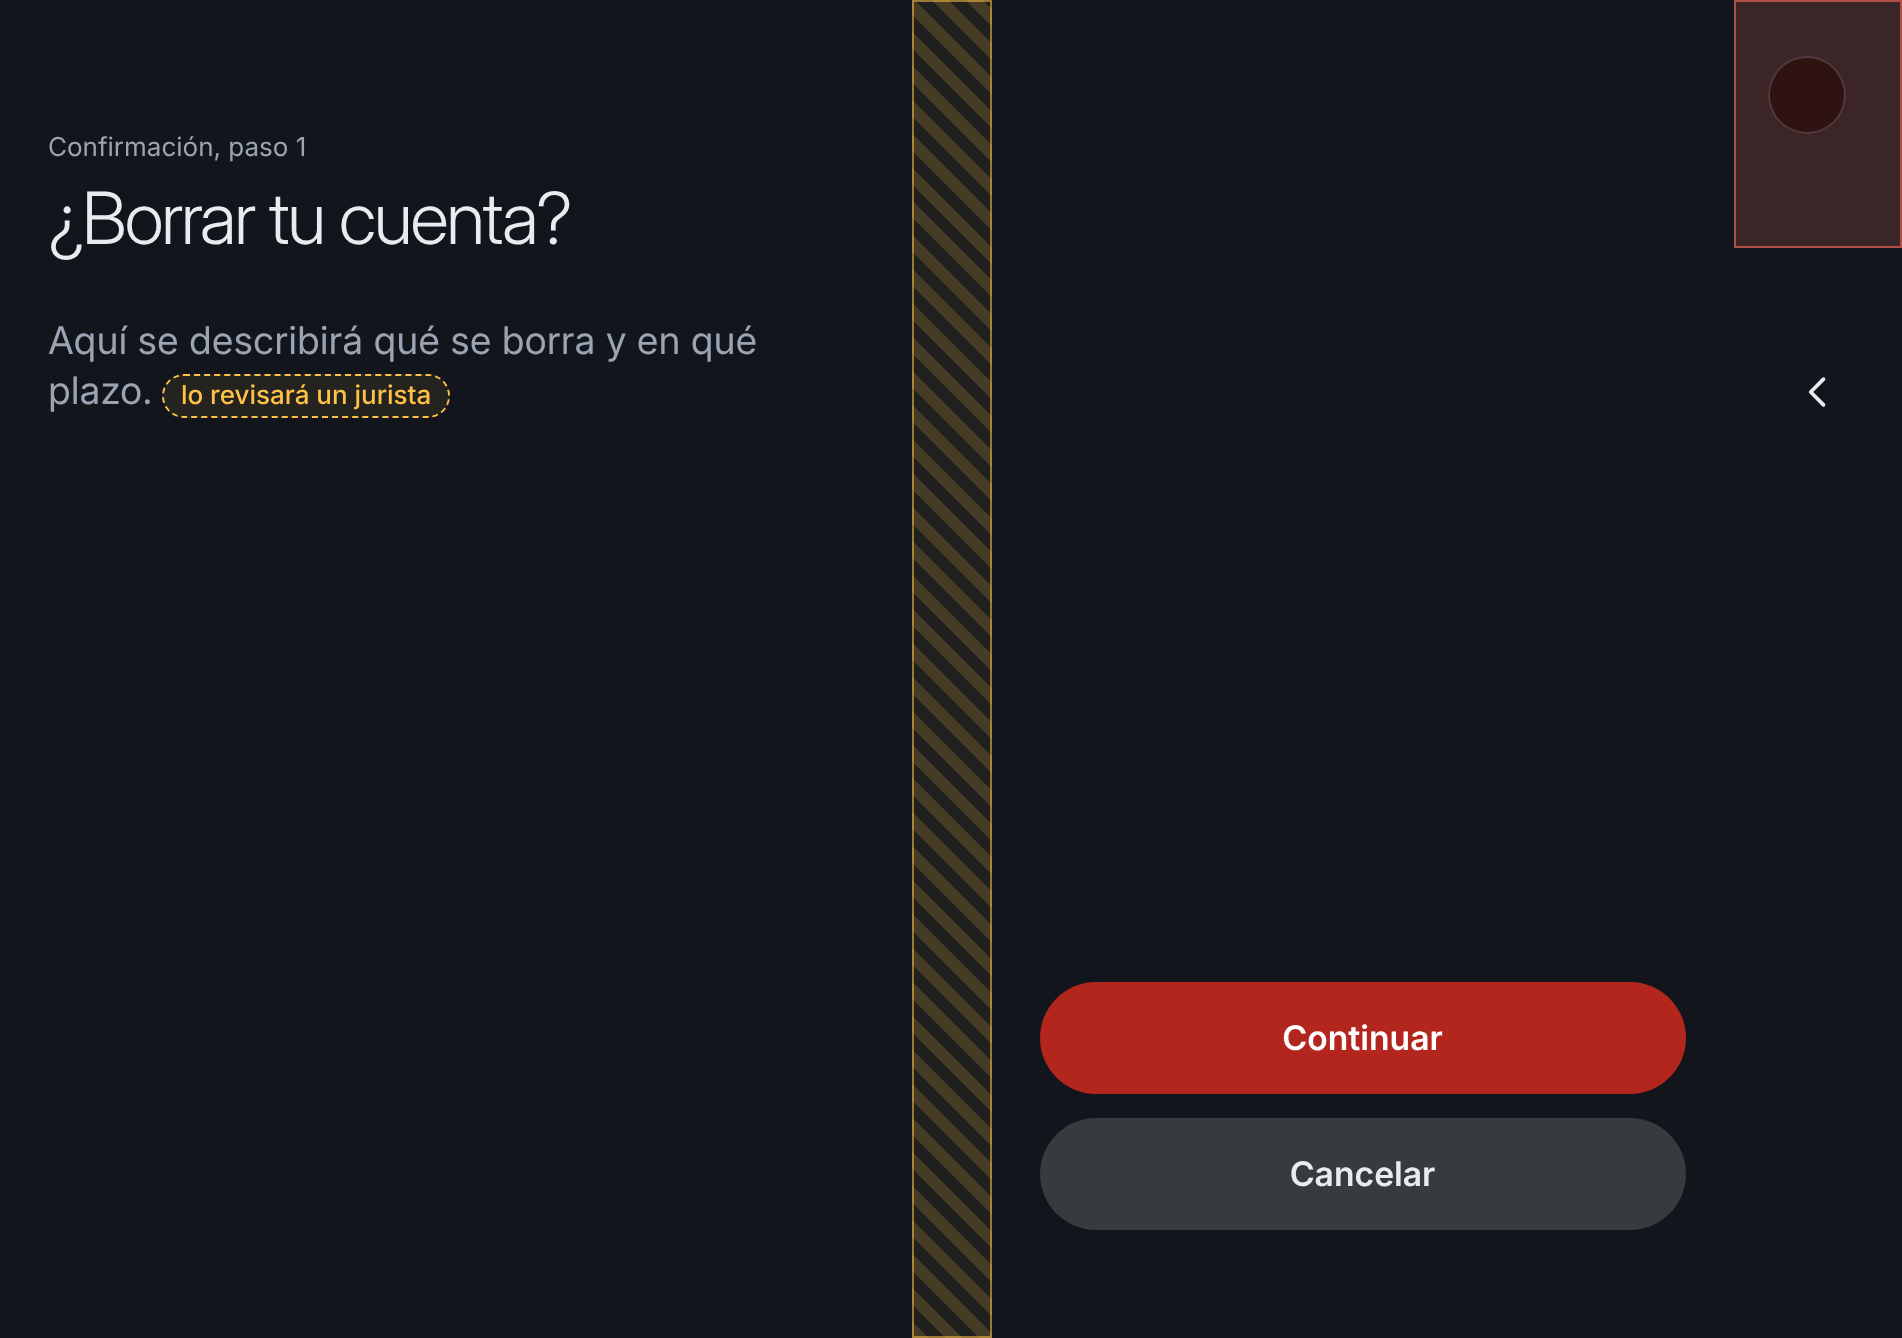 Confirmación, paso 1
¿Borrar tu cuenta?
Aquí se describirá qué se borra y en qué
plazo. lo revisará un jurista
Continuar
Cancelar